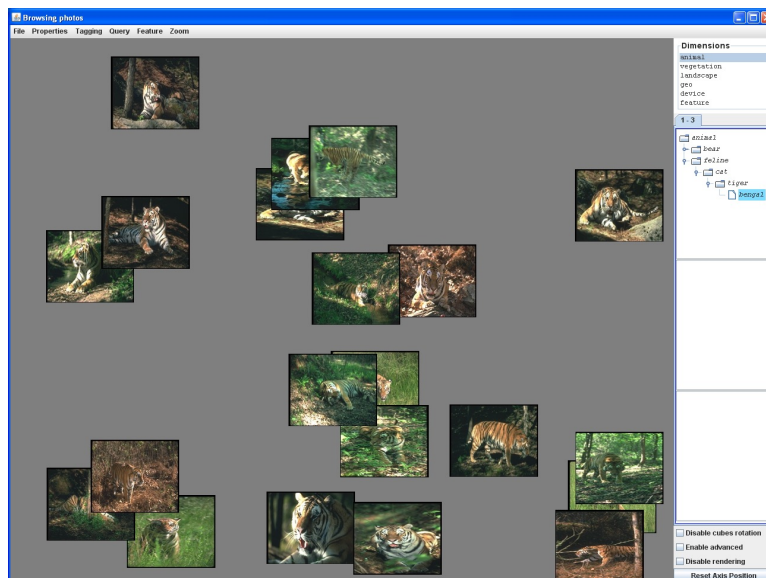 Browsing photos
File Properties Tagging Query Feature Zoom
Dimensions
animal
vegetation
landscape
geo
device
feature
1 - 3
animal
bear
feline
cat
tiger
bengal
Disable cubes rotation
Enable advanced
Disable rendering
Reset Axis Position